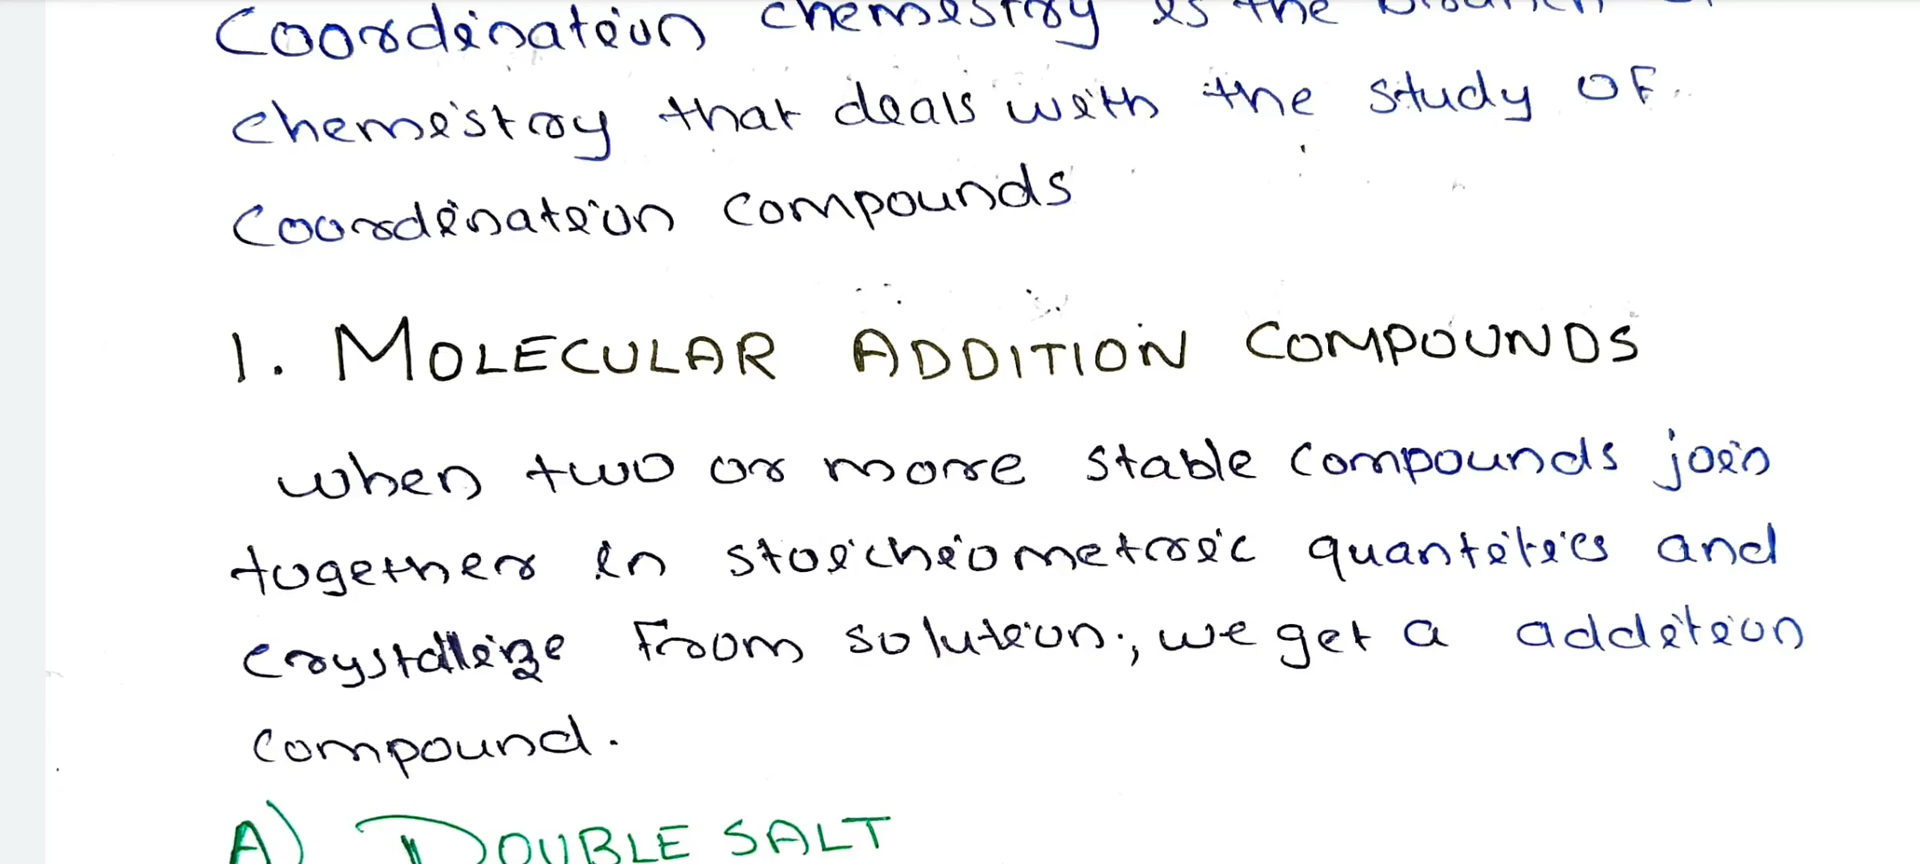 Coordination chemistry is the branch of
chemistry that deals with the study of
Coordination compounds
1. MOLECULAR ADDITION COMPOUNDS
when two or more stable compounds join
together in stoichiometric quantities and
crystallize from solution; we get a addition
compound.
A) DOUBLE SALT